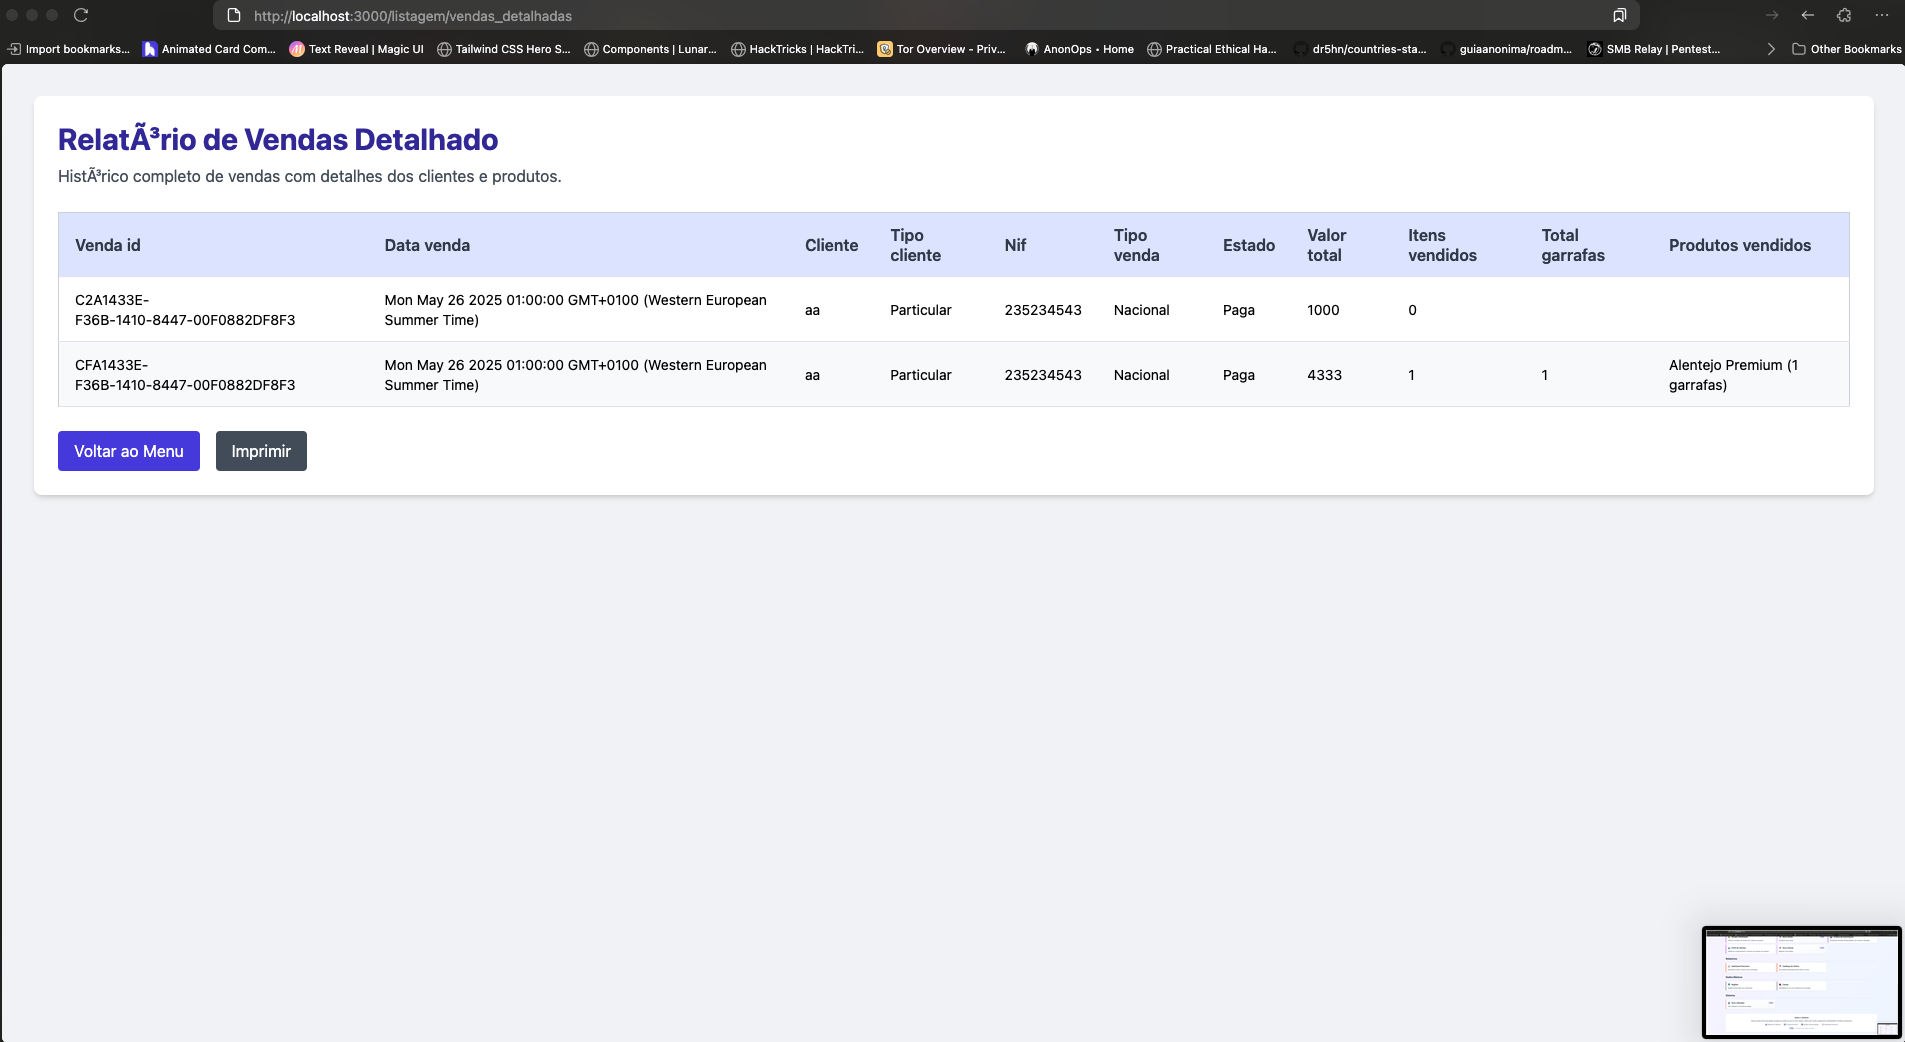 http://localhost:3000/listagem/vendas_detalhadas
Import bookmarks... Animated Card Com... Text Reveal | Magic UI Tailwind CSS Hero S... Components | Lunar... HackTricks | HackTri... Tor Overview - Priv... AnonOps • Home Practical Ethical Ha... dr5hn/countries-sta... guiaanonima/roadm... SMB Relay | Pentest... Other Bookmarks
RelatÃ³rio de Vendas Detalhado
HistÃ³rico completo de vendas com detalhes dos clientes e produtos.
Venda id Data venda Cliente Tipo cliente Nif Tipo venda Estado Valor total Itens vendidos Total garrafas Produtos vendidos
C2A1433E-F36B-1410-8447-00F0882DF8F3 Mon May 26 2025 01:00:00 GMT+0100 (Western European Summer Time) aa Particular 235234543 Nacional Paga 1000 0
CFA1433E-F36B-1410-8447-00F0882DF8F3 Mon May 26 2025 01:00:00 GMT+0100 (Western European Summer Time) aa Particular 235234543 Nacional Paga 4333 1 1 Alentejo Premium (1 garrafas)
Voltar ao Menu Imprimir